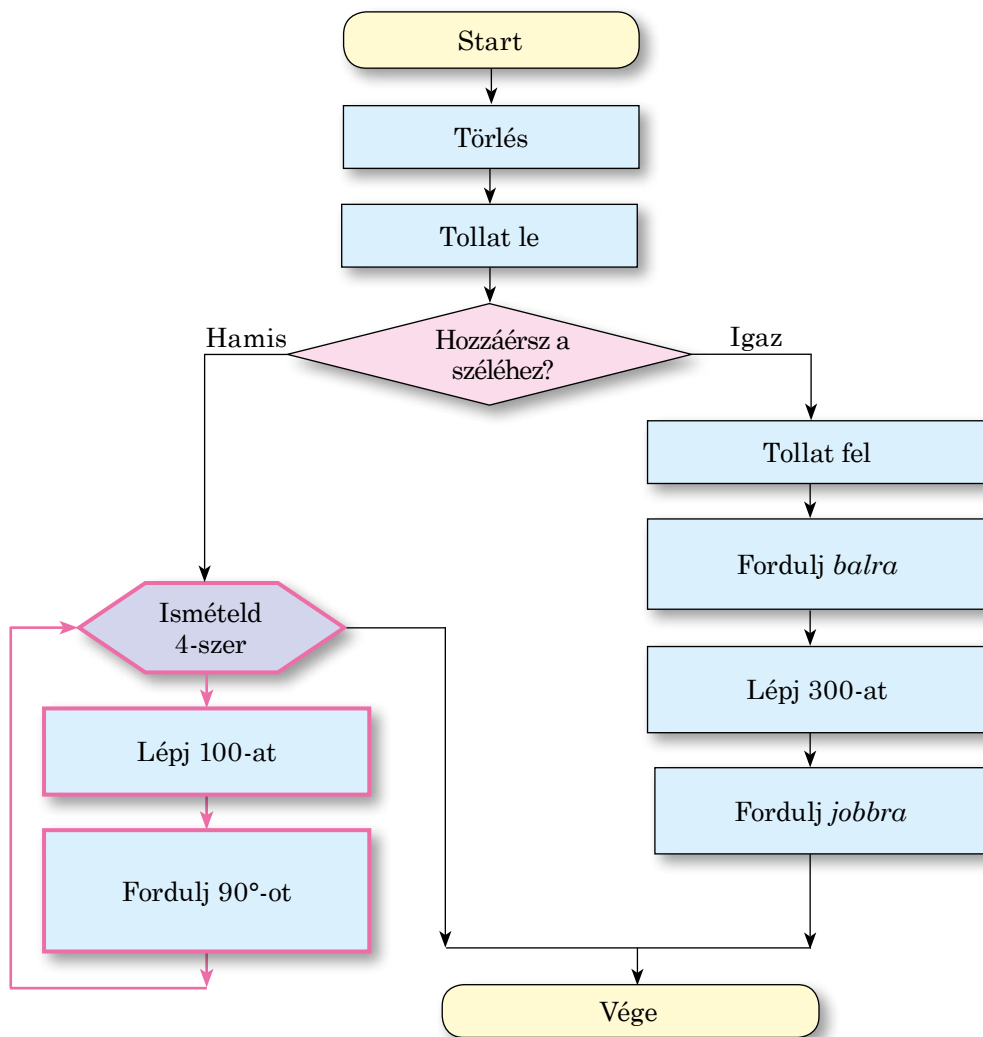 Start
Törlés
Tollat le
Hozzáérsz a
széléhez?
Hamis
Igaz
Tollat fel
Fordulj balra
Lépj 300-at
Fordulj jobbra
Ismételd
4-szer
Lépj 100-at
Fordulj 90°-ot
Vége